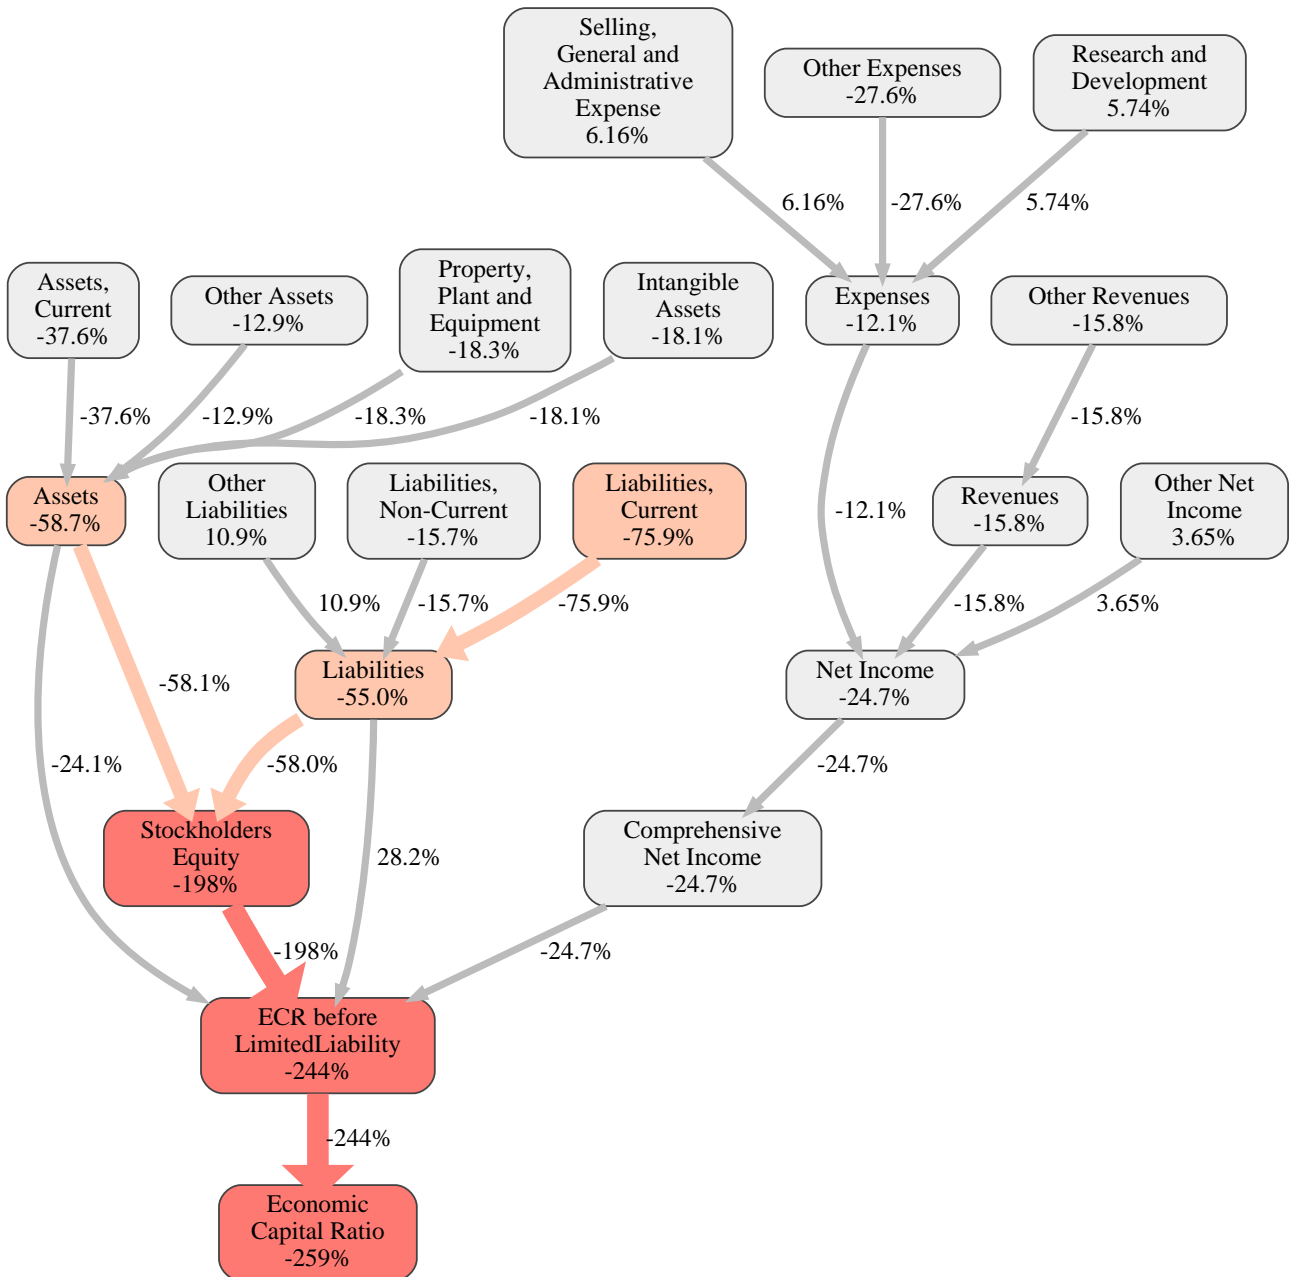 Selling,
General and
Administrative
Expense
6.16%
Other Expenses
-27.6%
Research and
Development
5.74%
6.16%
-27.6%
5.74%
Assets,
Current
-37.6%
Other Assets
-12.9%
Property,
Plant and
Equipment
-18.3%
Intangible
Assets
-18.1%
Expenses
-12.1%
Other Revenues
-15.8%
-37.6%
-12.9%
-18.3%
-18.1%
-15.8%
Assets
-58.7%
Other
Liabilities
10.9%
Liabilities,
Non-Current
-15.7%
Liabilities,
Current
-75.9%
-12.1%
Revenues
-15.8%
Other Net
Income
3.65%
10.9%
-15.7%
-75.9%
-15.8%
3.65%
-58.1%
Liabilities
-55.0%
Net Income
-24.7%
-24.1%
-58.0%
-24.7%
Stockholders
Equity
-198%
28.2%
Comprehensive
Net Income
-24.7%
-198%
-24.7%
ECR before
LimitedLiability
-244%
-244%
Economic
Capital Ratio
-259%